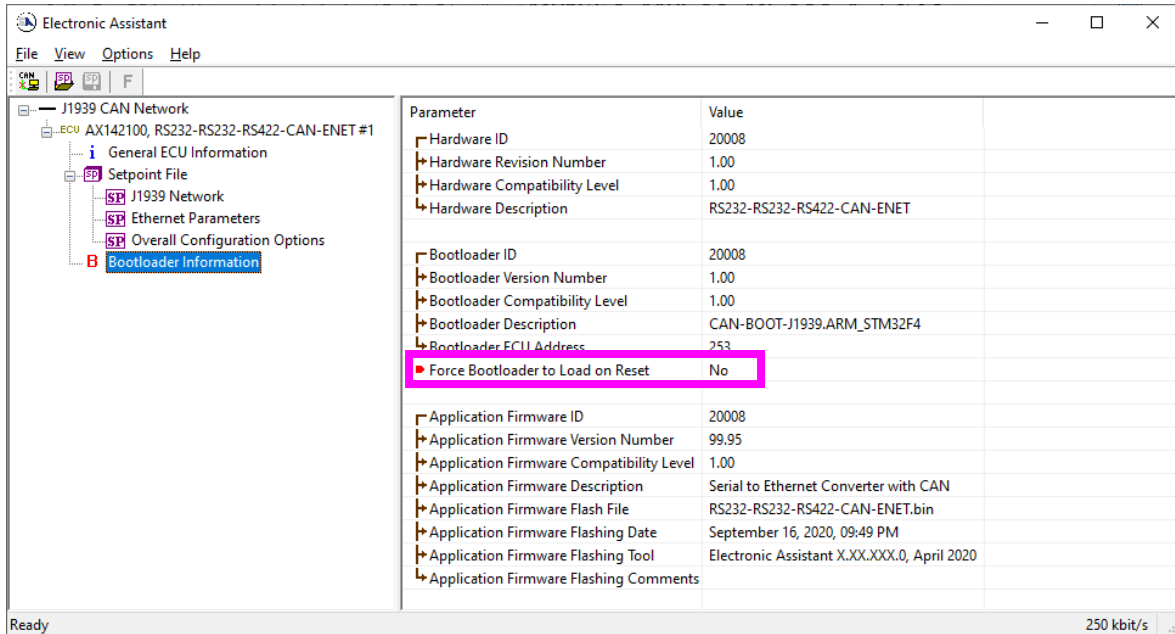 Electronic Assistant
File View Options Help
CAN SP SP F
J1939 CAN Network
ECU AX142100, RS232-RS232-RS422-CAN-ENET #1
i General ECU Information
SP Setpoint File
SP J1939 Network
SP Ethernet Parameters
SP Overall Configuration Options
B Bootloader Information
Parameter Value
Hardware ID 20008
Hardware Revision Number 1.00
Hardware Compatibility Level 1.00
Hardware Description RS232-RS232-RS422-CAN-ENET
Bootloader ID 20008
Bootloader Version Number 1.00
Bootloader Compatibility Level 1.00
Bootloader Description CAN-BOOT-J1939.ARM_STM32F4
Bootloader ECU Address 253
Force Bootloader to Load on Reset No
Application Firmware ID 20008
Application Firmware Version Number 99.95
Application Firmware Compatibility Level 1.00
Application Firmware Description Serial to Ethernet Converter with CAN
Application Firmware Flash File RS232-RS232-RS422-CAN-ENET.bin
Application Firmware Flashing Date September 16, 2020, 09:49 PM
Application Firmware Flashing Tool Electronic Assistant X.XX.XXX.0, April 2020
Application Firmware Flashing Comments
Ready 250 kbit/s